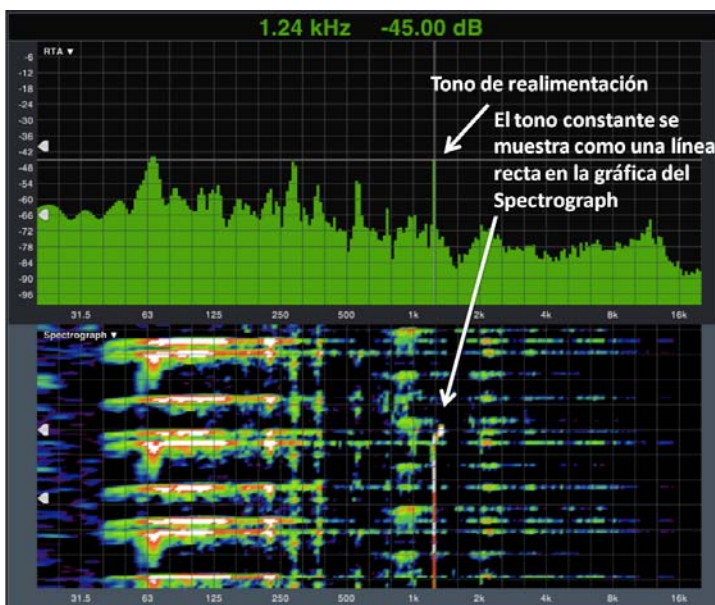 1.24 kHz -45.00 dB
RTA ▼
-6
-12
-18
-24
-30
-36
-42
-48
-54
-60
-66
-72
-78
-84
-90
-96
Tono de realimentación
El tono constante se
muestra como una línea
recta en la gráfica del
Spectrograph
31.5 63 125 250 500 1k 2k 4k 8k 16k
Spectrograph ▼
31.5 63 125 250 500 1k 2k 4k 8k 16k